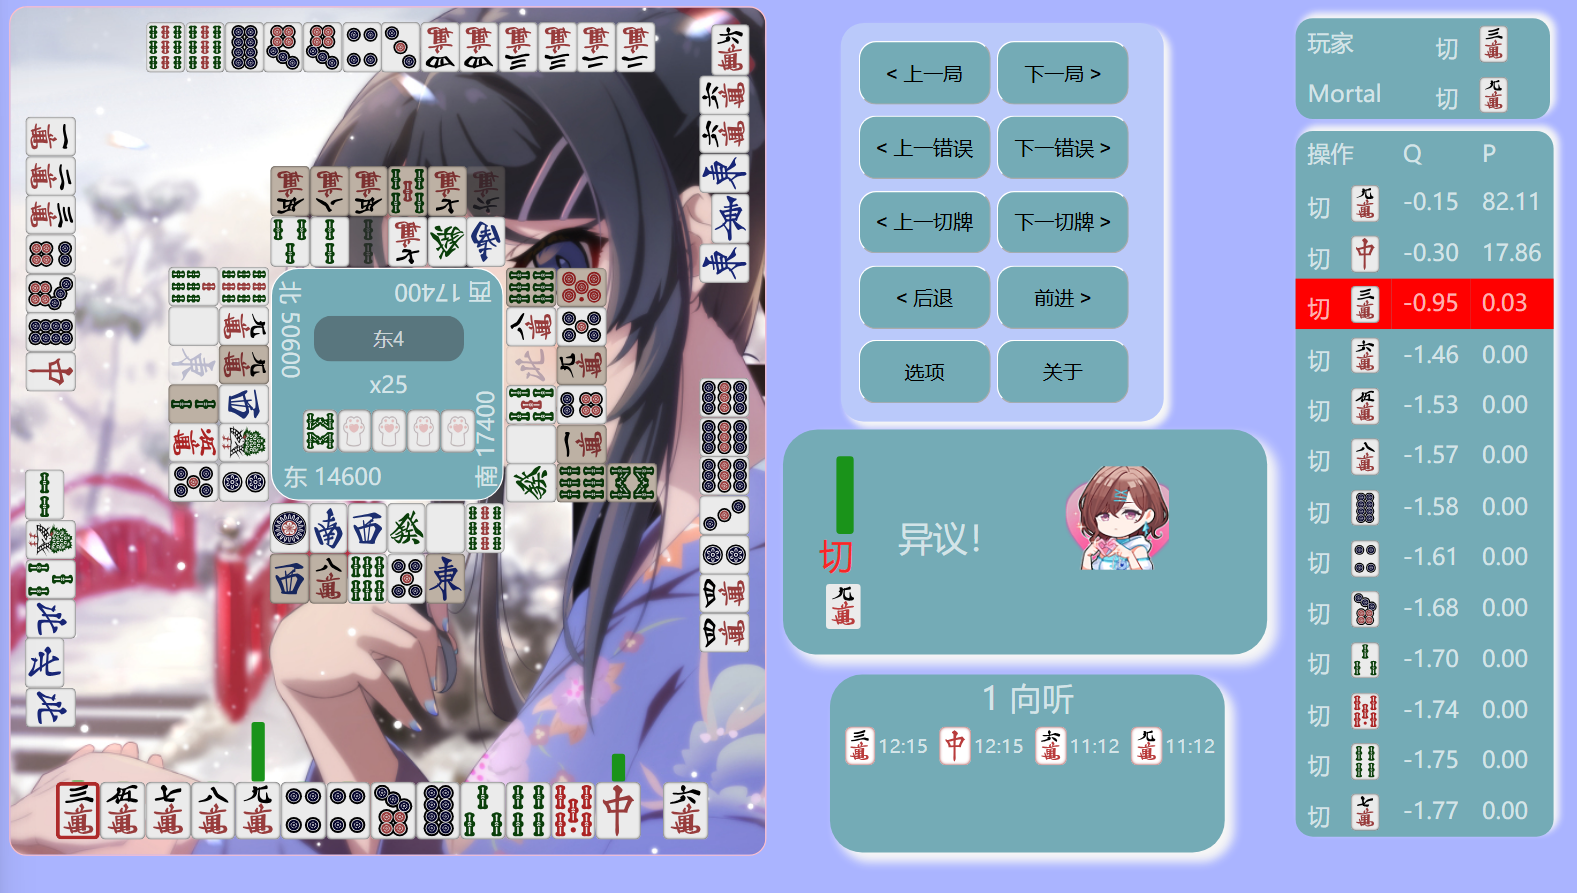 < 上一局
下一局 >
< 上一错误
下一错误 >
< 上一切牌
下一切牌 >
< 后退
前进 >
选项
关于
玩家 切
Mortal 切
操作 Q P
切 -0.15 82.11
切 -0.30 17.86
切 -0.95 0.03
切 -1.46 0.00
切 -1.53 0.00
切 -1.57 0.00
切 -1.58 0.00
切 -1.61 0.00
切 -1.68 0.00
切 -1.70 0.00
切 -1.74 0.00
切 -1.75 0.00
切 -1.77 0.00
北 50600
西 17400
东4
x25
南 17400
东 14600
切
异议!
1 向听
12:15 12:15 11:12 11:12